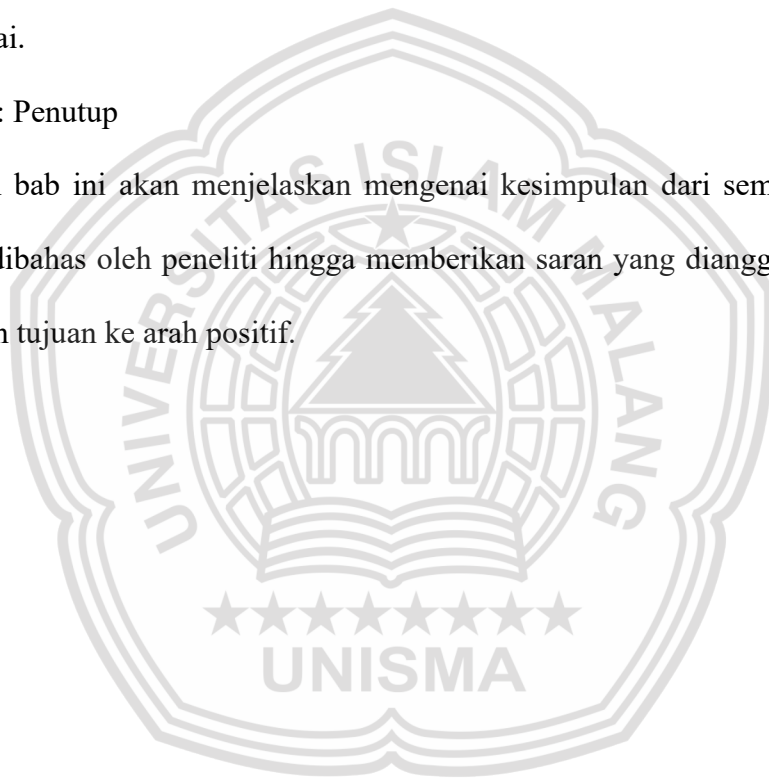 ai.
: Penutup
bab ini akan menjelaskan mengenai kesimpulan dari sem
dibahas oleh peneliti hingga memberikan saran yang diangg
tujuan ke arah positif.
UNIVERSITAS ISLAM MALANG
UNISMA